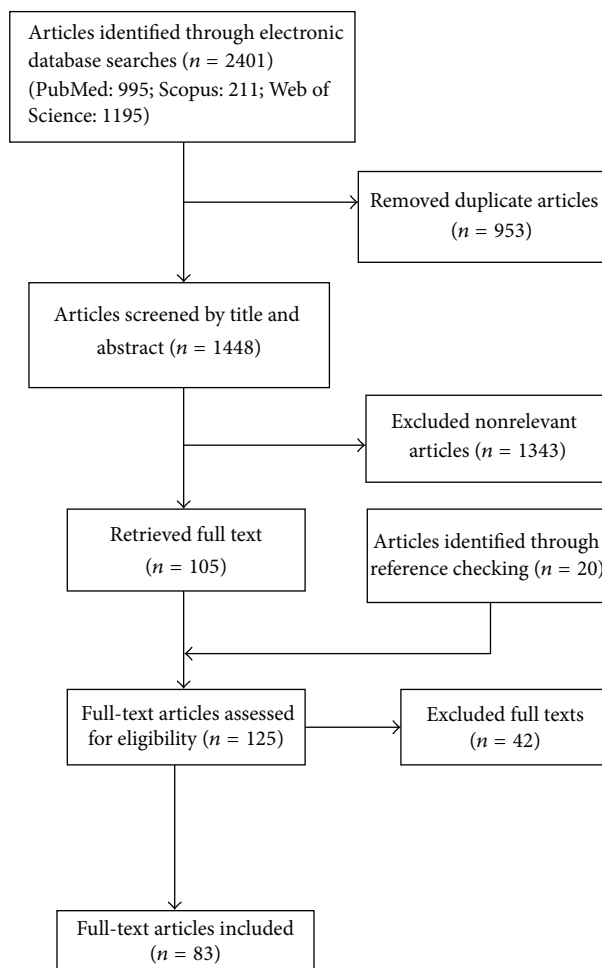 Articles identified through electronic
database searches (n = 2401)
(PubMed: 995; Scopus: 211; Web of
Science: 1195)
Removed duplicate articles
(n = 953)
Articles screened by title and
abstract (n = 1448)
Excluded nonrelevant
articles (n = 1343)
Retrieved full text
(n = 105)
Articles identified through
reference checking (n = 20)
Full-text articles assessed
for eligibility (n = 125)
Excluded full texts
(n = 42)
Full-text articles included
(n = 83)